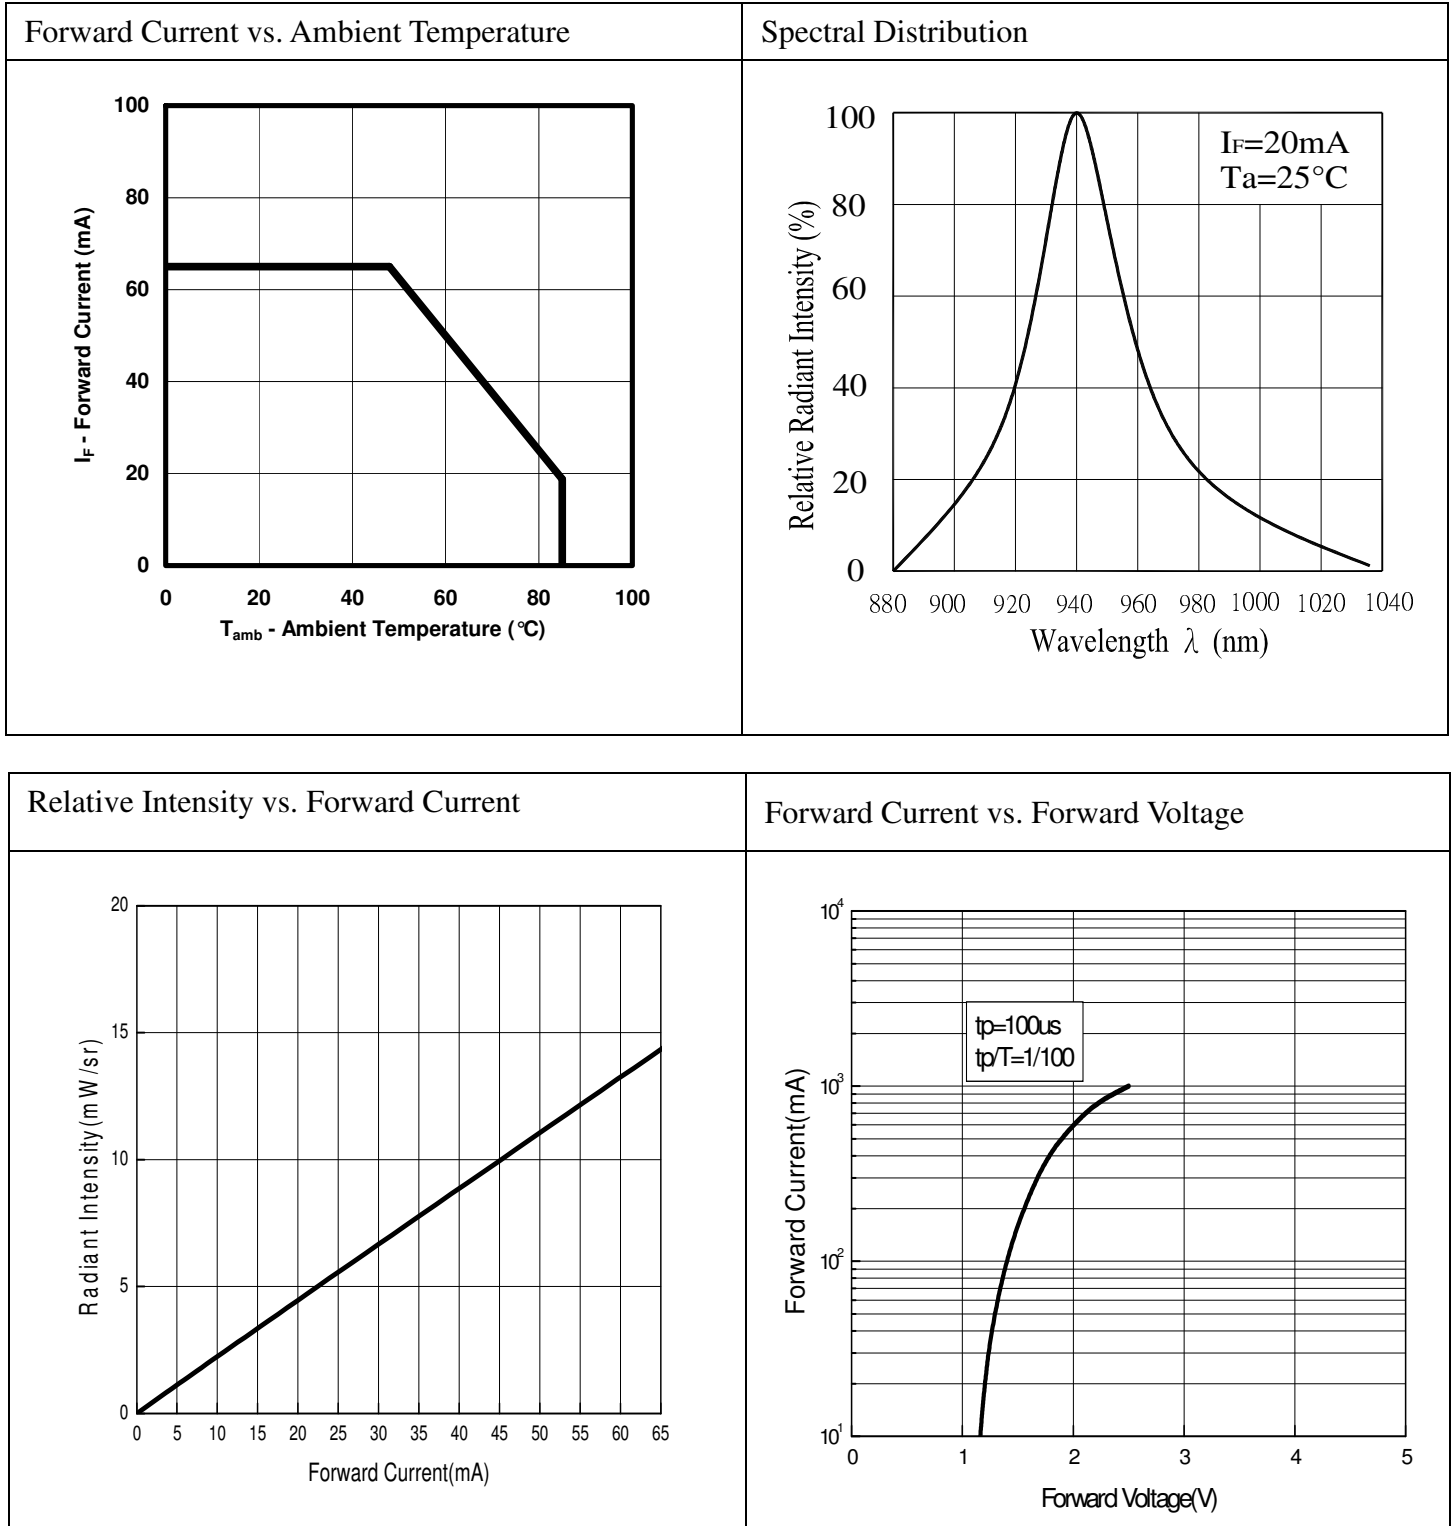 Forward Current vs. Ambient Temperature
Spectral Distribution
100
80
60
40
20
0
0 20 40 60 80 100
IF - Forward Current (mA)
Tamb - Ambient Temperature (°C)
100
80
60
40
20
0
IF=20mA
Ta=25°C
Relative Radiant Intensity (%)
880 900 920 940 960 980 1000 1020 1040
Wavelength λ (nm)
Relative Intensity vs. Forward Current
Forward Current vs. Forward Voltage
20
15
10
5
0
0 5 10 15 20 25 30 35 40 45 50 55 60 65
Radiant Intensity(mW/sr)
Forward Current(mA)
10⁴
10³
10²
10¹
tp=100us
tp/T=1/100
Forward Current(mA)
0 1 2 3 4 5
Forward Voltage(V)